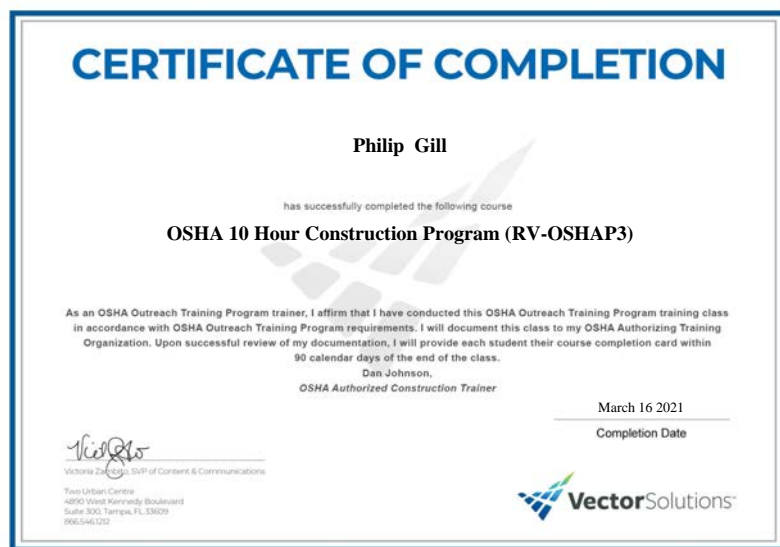 CERTIFICATE OF COMPLETION
Philip Gill
has successfully completed the following course
OSHA 10 Hour Construction Program (RV-OSHAP3)
As an OSHA Outreach Training Program trainer, I affirm that I have conducted this OSHA Outreach Training Program training class
in accordance with OSHA Outreach Training Program requirements. I will document this class to my OSHA Authorizing Training
Organization. Upon successful review of my documentation, I will provide each student their course completion card within
90 calendar days of the end of the class.
Dan Johnson,
OSHA Authorized Construction Trainer
March 16 2021
Completion Date
Victoria Zambito, SVP of Content & Communications
Two Urban Centre
4890 West Kennedy Boulevard
Suite 300, Tampa, FL 33609
866.546.1212
VectorSolutions